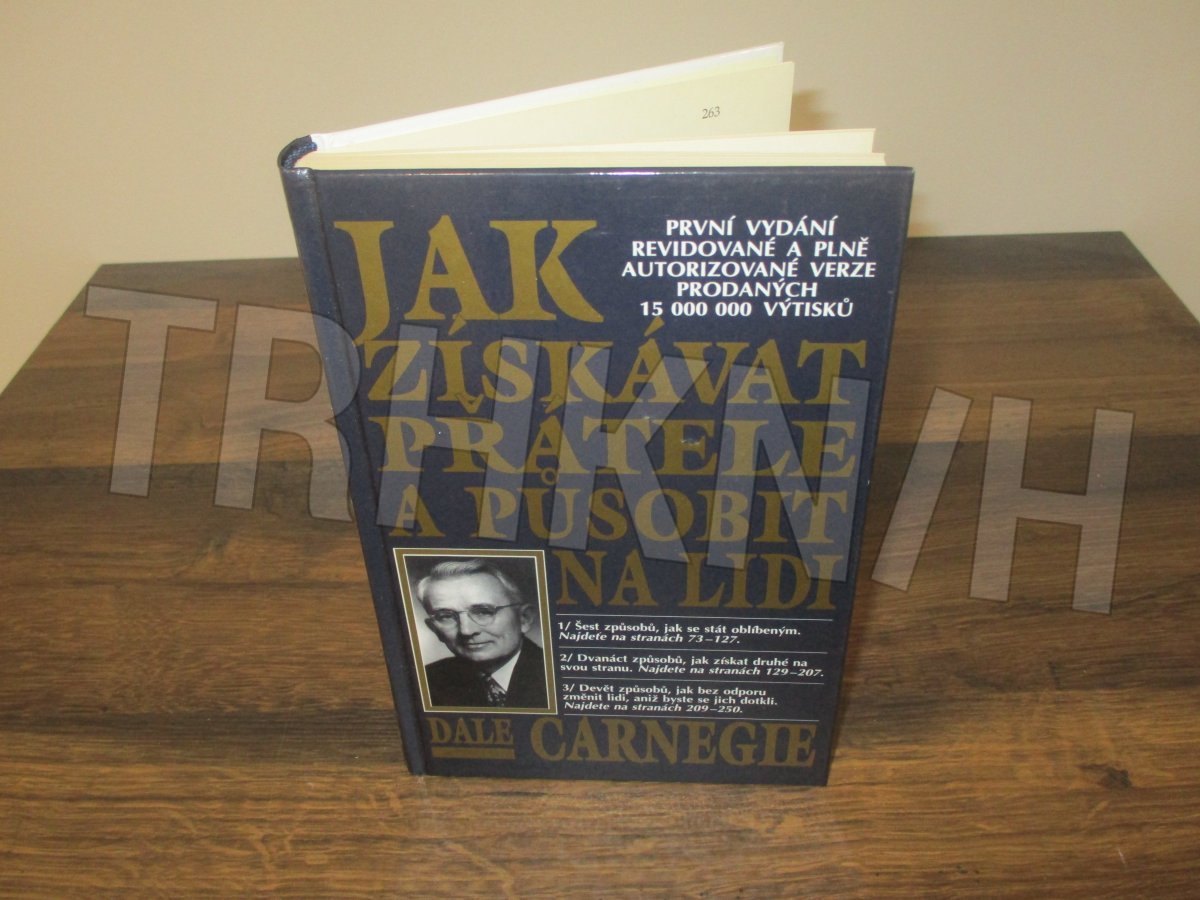 263
JAK
PRVNÍ VYDÁNÍ
REVIDOVANÉ A PLNĚ
AUTORIZOVANÉ VERZE
PRODANÝCH
15 000 000 VÝTISKŮ
ZÍSKÁVAT
PŘÁTELE
A PŮSOBIT
NA LIDI
1/ Šest způsobů, jak se stát oblíbeným.
Najdete na stranách 73–127.
2/ Dvanáct způsobů, jak získat druhé na
svou stranu. Najdete na stranách 129–207.
3/ Devět způsobů, jak bez odporu
změnit lidi, aniž byste se jich dotkli.
Najdete na stranách 209–250.
DALE CARNEGIE
TRHKN/H